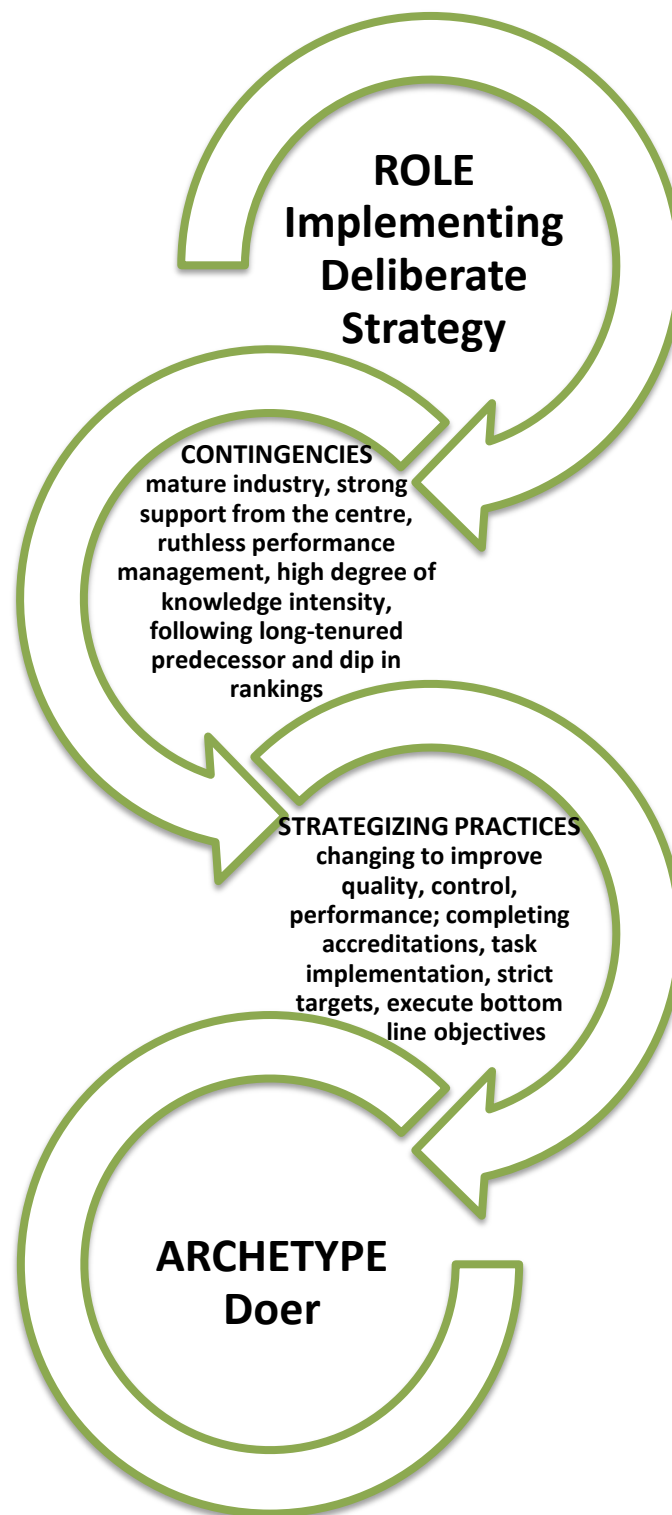 ROLE
Implementing
Deliberate
Strategy
CONTINGENCIES
mature industry, strong
support from the centre,
ruthless performance
management, high degree of
knowledge intensity,
following long-tenured
predecessor and dip in
rankings
STRATEGIZING PRACTICES
changing to improve
quality, control,
performance; completing
accreditations, task
implementation, strict
targets, execute bottom
line objectives
ARCHETYPE
Doer